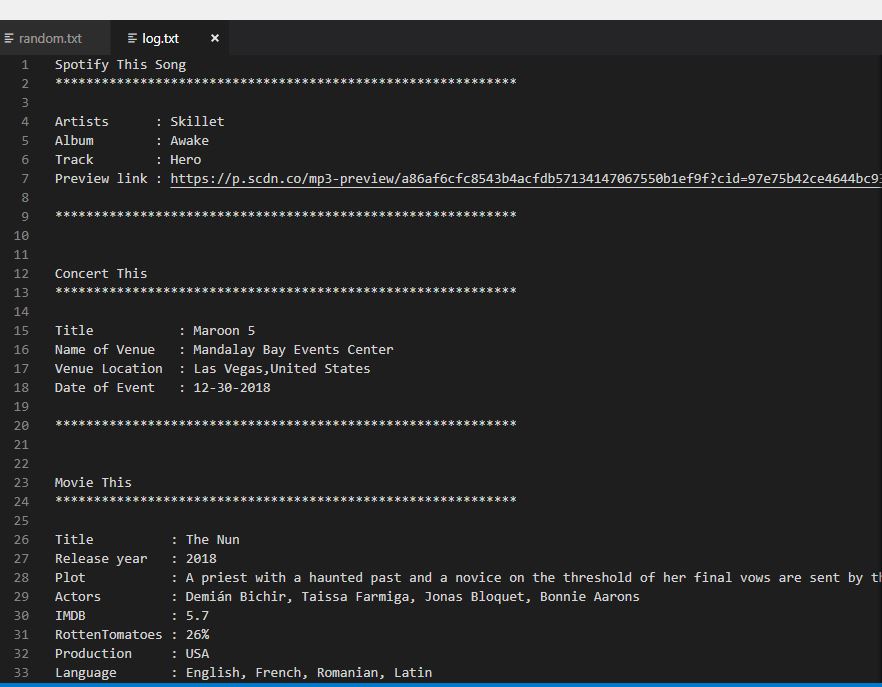 random.txt log.txt ×
1 Spotify This Song
2 ************************************************************
3
4 Artists      : Skillet
5 Album        : Awake
6 Track        : Hero
7 Preview link : https://p.scdn.co/mp3-preview/a86af6cfc8543b4acfdb57134147067550b1ef9f?cid=97e75b42ce4644bc93
8
9 ************************************************************
10
11
12 Concert This
13 ************************************************************
14
15 Title           : Maroon 5
16 Name of Venue   : Mandalay Bay Events Center
17 Venue Location  : Las Vegas,United States
18 Date of Event   : 12-30-2018
19
20 ************************************************************
21
22
23 Movie This
24 ************************************************************
25
26 Title          : The Nun
27 Release year   : 2018
28 Plot           : A priest with a haunted past and a novice on the threshold of her final vows are sent by
29 Actors         : Demián Bichir, Taissa Farmiga, Jonas Bloquet, Bonnie Aarons
30 IMDB           : 5.7
31 RottenTomatoes : 26%
32 Production     : USA
33 Language       : English, French, Romanian, Latin